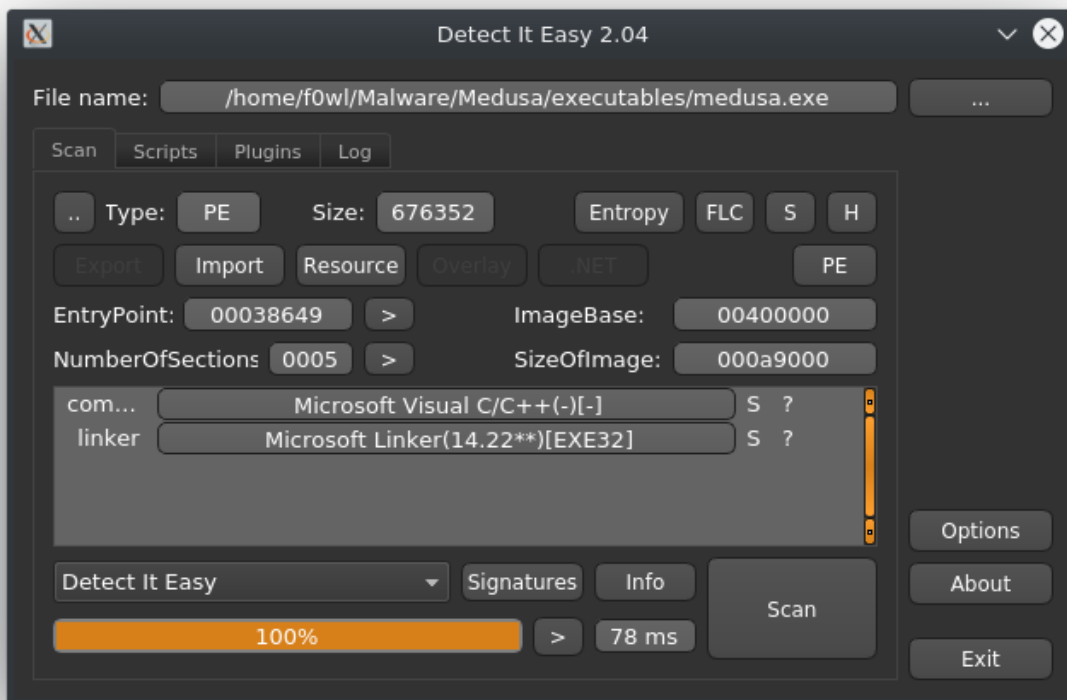 Detect It Easy 2.04
File name: /home/f0wl/Malware/Medusa/executables/medusa.exe ...
Scan Scripts Plugins Log
.. Type: PE Size: 676352 Entropy FLC S H
Export Import Resource Overlay .NET PE
EntryPoint: 00038649 > ImageBase: 00400000
NumberOfSections 0005 > SizeOfImage: 000a9000
com... Microsoft Visual C/C++(-)[-] S ?
linker Microsoft Linker(14.22**)[EXE32] S ?
Options
Detect It Easy Signatures Info Scan About
100% > 78 ms
Exit